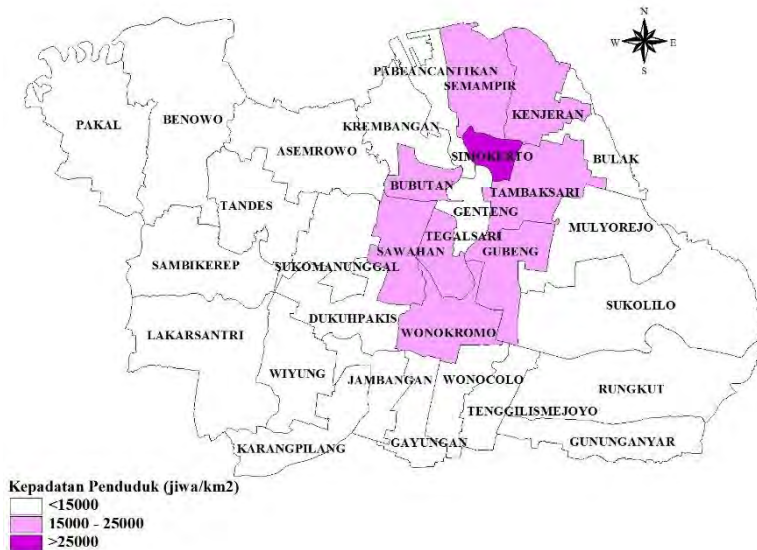 N
W E
S
PABEANCANTIKAN
SEMAMPIR
PAKAL
BENOWO
KENJERAN
KREMBANGAN
ASEMROWO
SIMOKERTO
BULAK
BUBUTAN
TAMBAKSARI
TANDES
GENTENG
MULYOREJO
TEGALSARI
SAWAHAN
GUBENG
SAMBIKEREP
SUKOMANUNGGAL
SUKOLILO
DUKUHPAKIS
LAKARSANTRI
WONOKROMO
WIYUNG
JAMBANGAN
WONOCOLO
RUNGKUT
TENGGILISMEJOYO
KARANGPILANG
GAYUNGAN
GUNUNGANYAR
Kepadatan Penduduk (jiwa/km2)
<15000
15000 - 25000
>25000